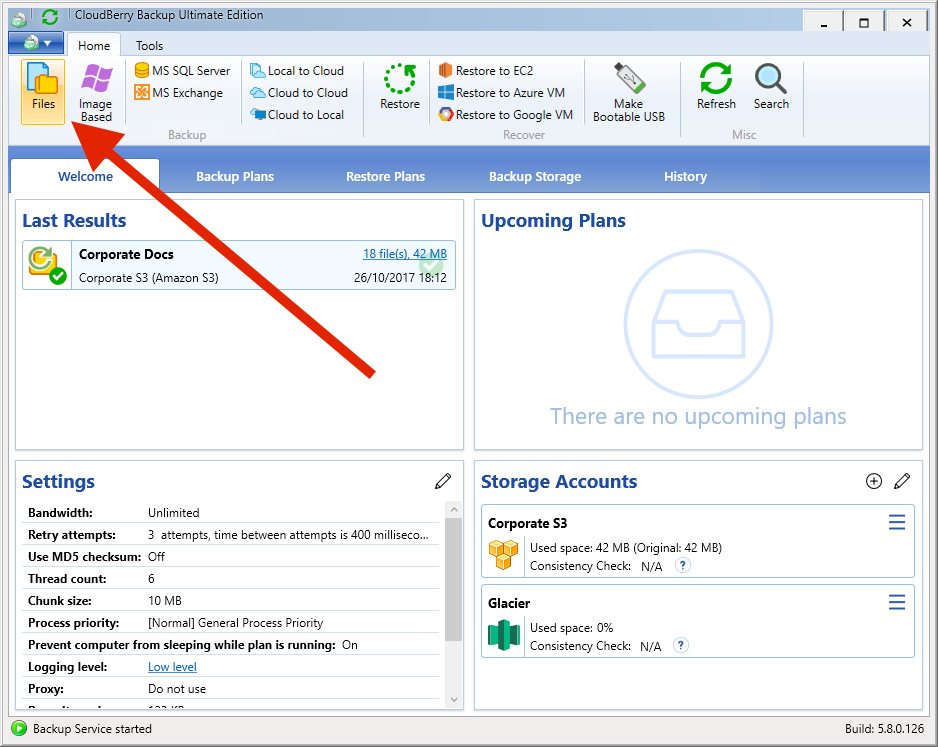 CloudBerry Backup Ultimate Edition
Home
Tools
Files
Image
Based
MS SQL Server
MS Exchange
Backup
Local to Cloud
Cloud to Cloud
Cloud to Local
Restore
Restore to EC2
Restore to Azure VM
Restore to Google VM
Recover
Make
Bootable USB
Refresh
Search
Misc
Welcome
Backup Plans
Restore Plans
Backup Storage
History
Last Results
Corporate Docs
18 file(s), 42 MB
Corporate S3 (Amazon S3)
26/10/2017 18:12
Upcoming Plans
There are no upcoming plans
Settings
Bandwidth: Unlimited
Retry attempts: 3 attempts, time between attempts is 400 milliseco...
Use MD5 checksum: Off
Thread count: 6
Chunk size: 10 MB
Process priority: [Normal] General Process Priority
Prevent computer from sleeping while plan is running: On
Logging level: Low level
Proxy: Do not use
Storage Accounts
Corporate S3
Used space: 42 MB (Original: 42 MB)
Consistency Check: N/A ?
Glacier
Used space: 0%
Consistency Check: N/A ?
Backup Service started
Build: 5.8.0.126